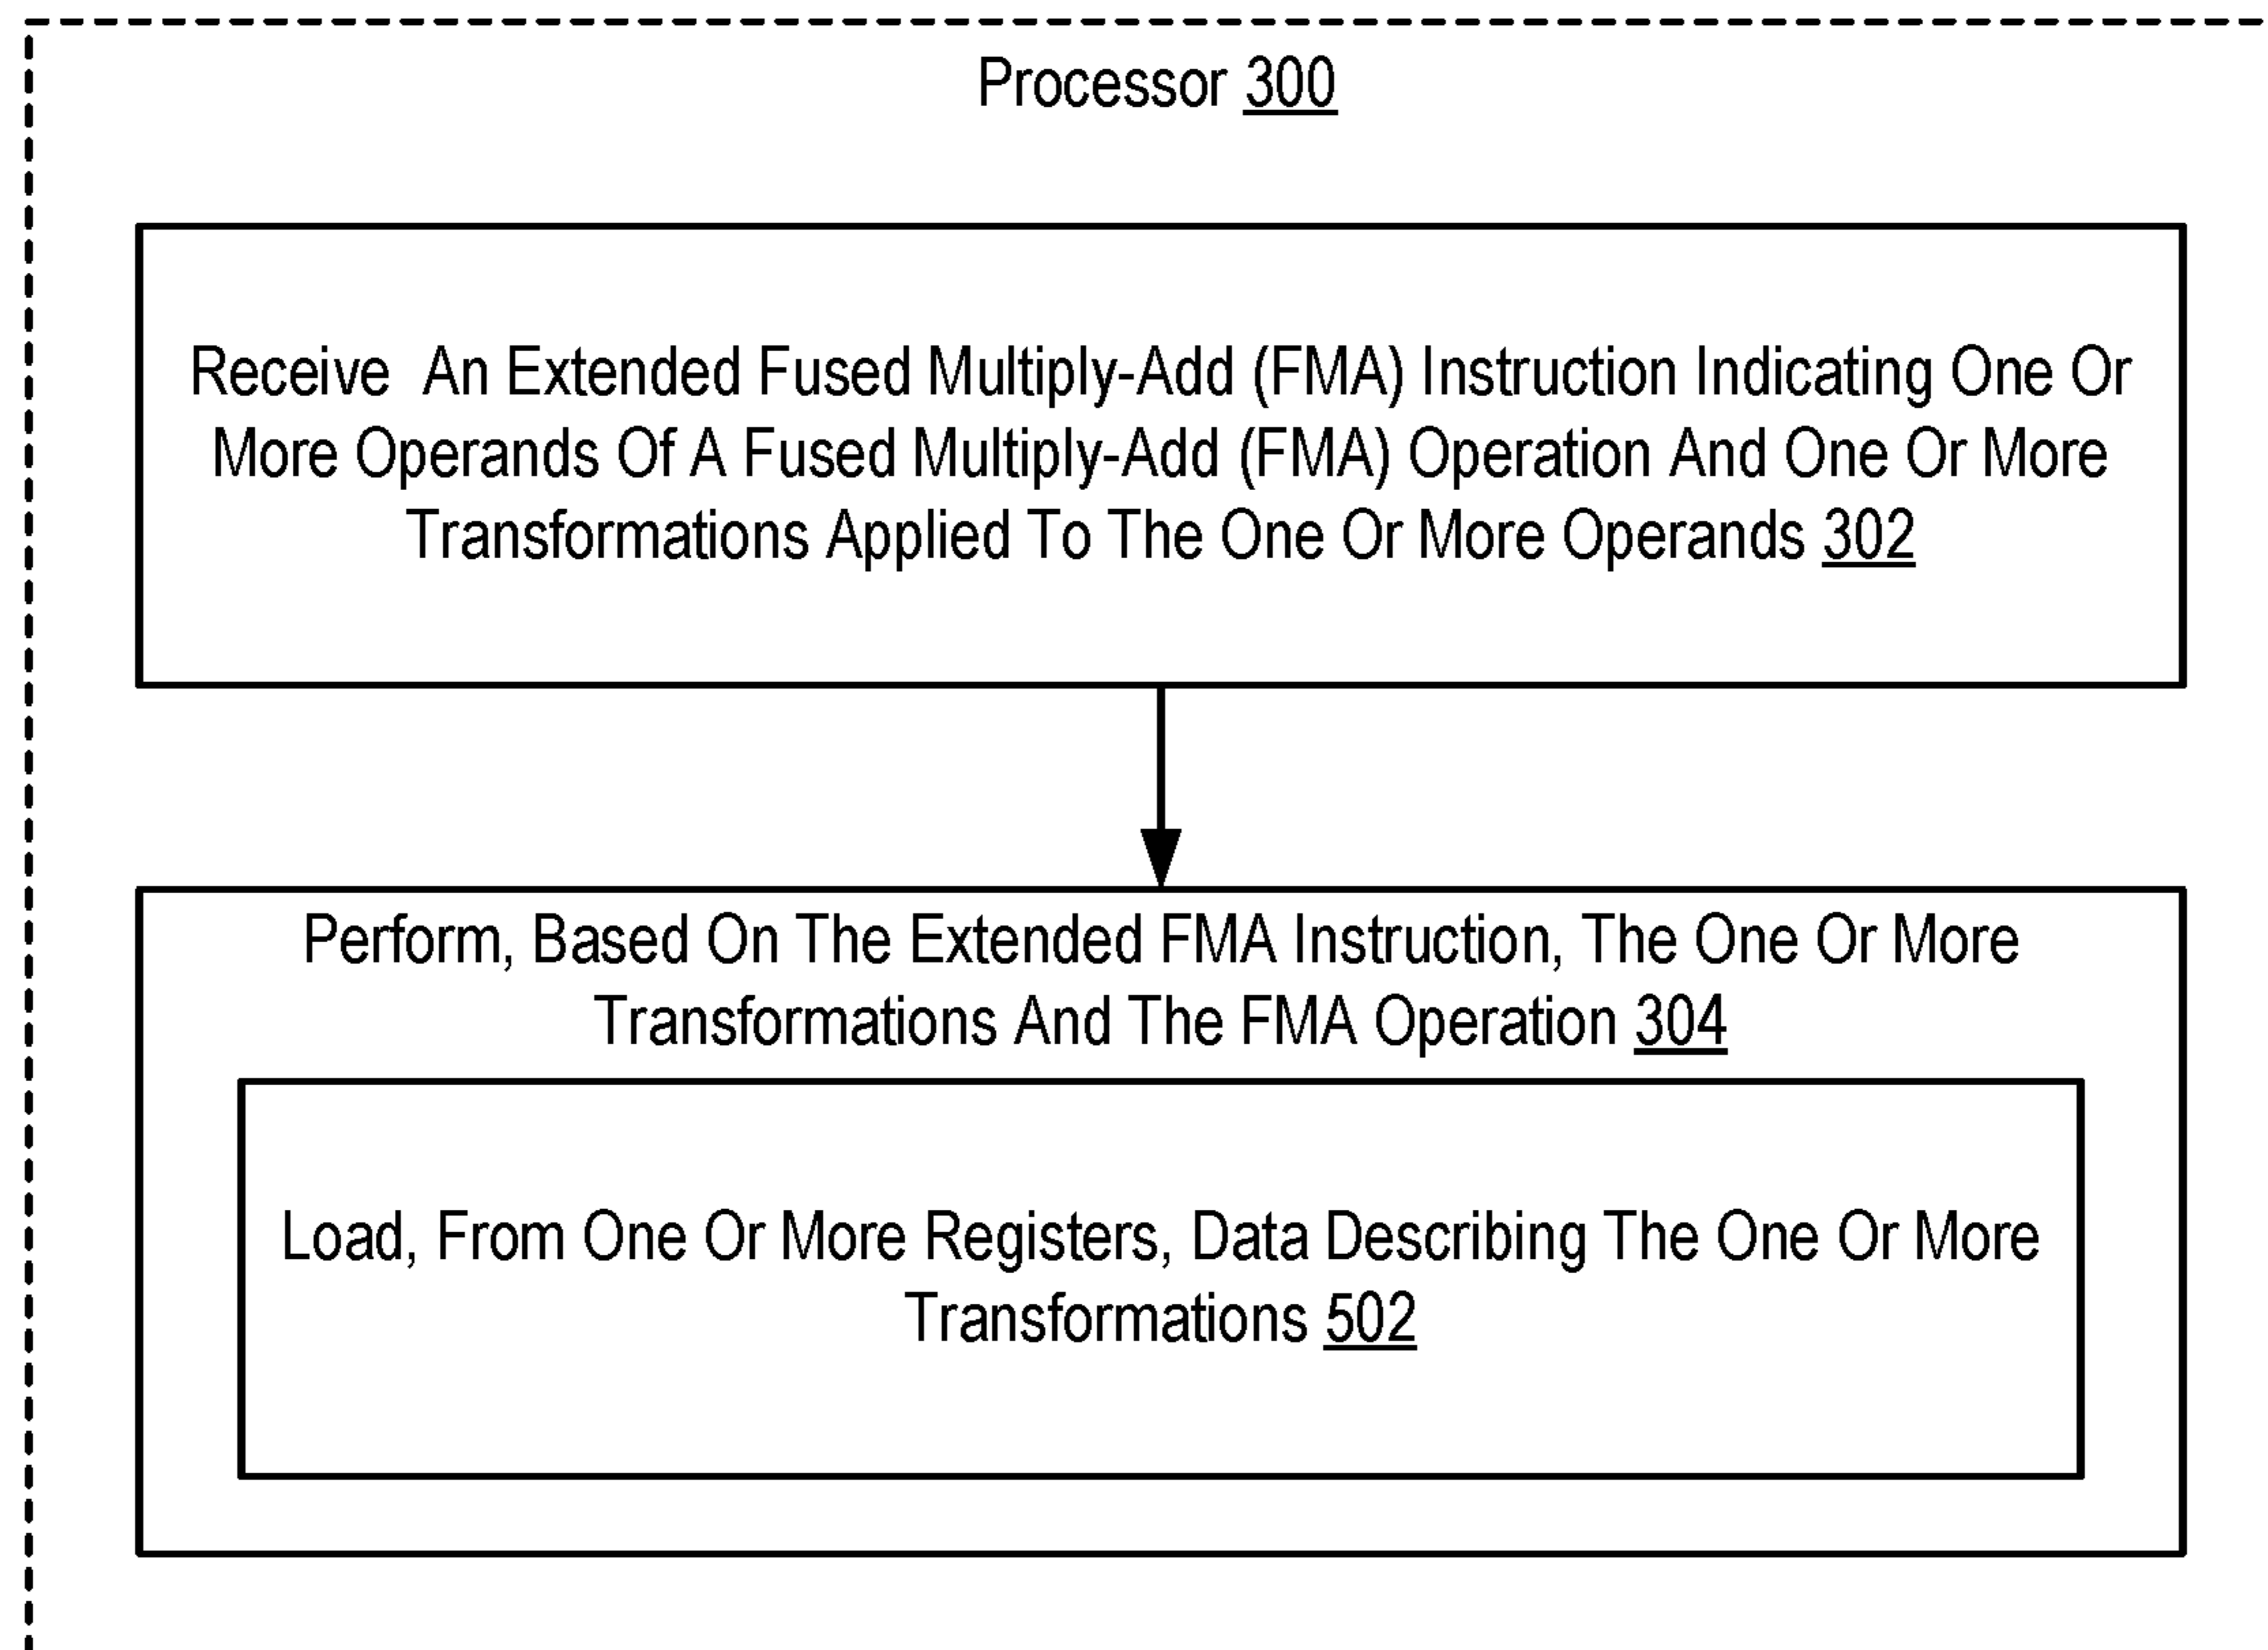 Processor 300
Receive An Extended Fused Multiply-Add (FMA) Instruction Indicating One Or
More Operands Of A Fused Multiply-Add (FMA) Operation And One Or More
Transformations Applied To The One Or More Operands 302
Perform, Based On The Extended FMA Instruction, The One Or More
Transformations And The FMA Operation 304
Load, From One Or More Registers, Data Describing The One Or More
Transformations 502